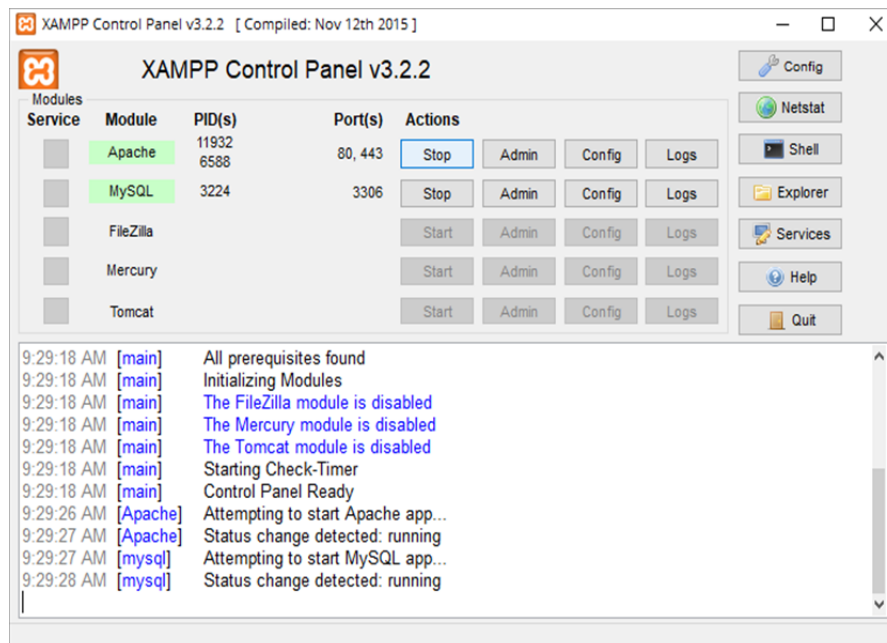 XAMPP Control Panel v3.2.2 [ Compiled: Nov 12th 2015 ]
XAMPP Control Panel v3.2.2
Config
Modules
Service Module PID(s) Port(s) Actions
Netstat
Apache 11932 6588 80, 443 Stop Admin Config Logs
Shell
MySQL 3224 3306 Stop Admin Config Logs
Explorer
FileZilla Start Admin Config Logs
Services
Mercury Start Admin Config Logs
Help
Tomcat Start Admin Config Logs
Quit
9:29:18 AM [main] All prerequisites found
9:29:18 AM [main] Initializing Modules
9:29:18 AM [main] The FileZilla module is disabled
9:29:18 AM [main] The Mercury module is disabled
9:29:18 AM [main] The Tomcat module is disabled
9:29:18 AM [main] Starting Check-Timer
9:29:18 AM [main] Control Panel Ready
9:29:26 AM [Apache] Attempting to start Apache app...
9:29:27 AM [Apache] Status change detected: running
9:29:27 AM [mysql] Attempting to start MySQL app...
9:29:28 AM [mysql] Status change detected: running